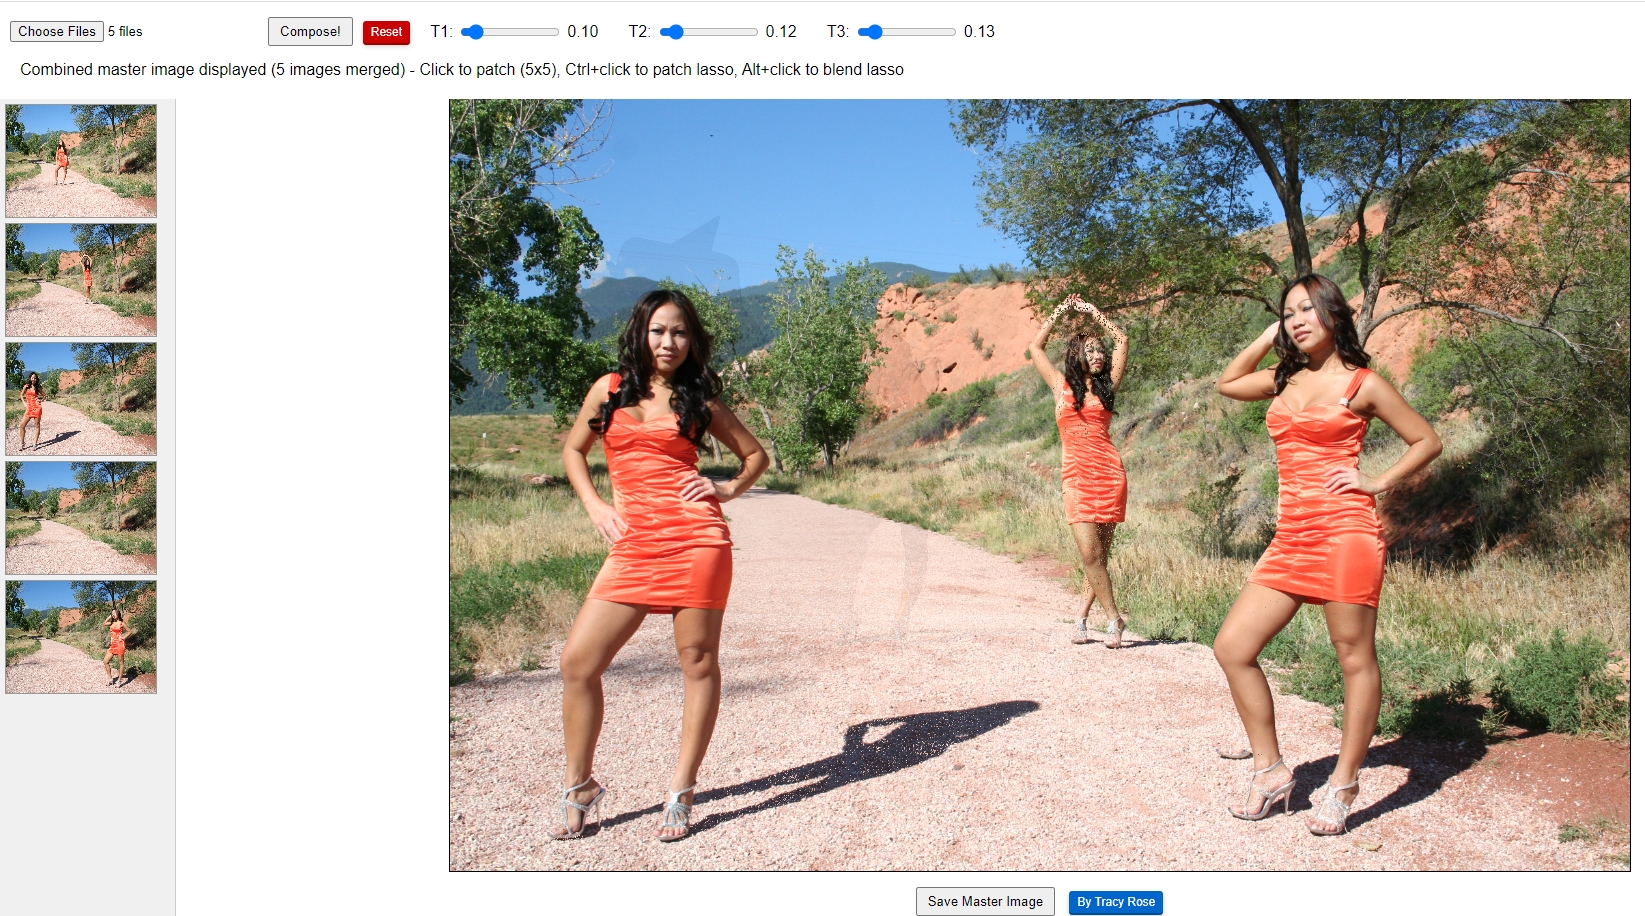 Choose Files 5 files Compose! Reset T1: 0.10 T2: 0.12 T3: 0.13
Combined master image displayed (5 images merged) - Click to patch (5x5), Ctrl+click to patch lasso, Alt+click to blend lasso
Save Master Image By Tracy Rose